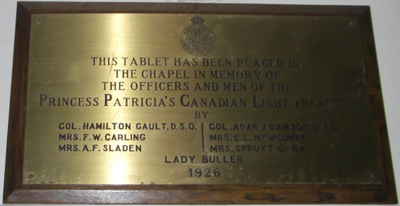 THIS TABLET HAS BEEN PLACED IN
THE CHAPEL IN MEMORY OF
THE OFFICERS AND MEN OF THE
PRINCESS PATRICIA'S CANADIAN LIGHT INFANTRY
BY
COL. HAMILTON GAULT, D.S.O. COL. AGAR ADAMSON, D.S.O.
MRS. F.W. CARLING MRS. E.L. NEWCOMBE
MRS. A.F. SLADEN MRS. SPRUYT
LADY BULLER
1926